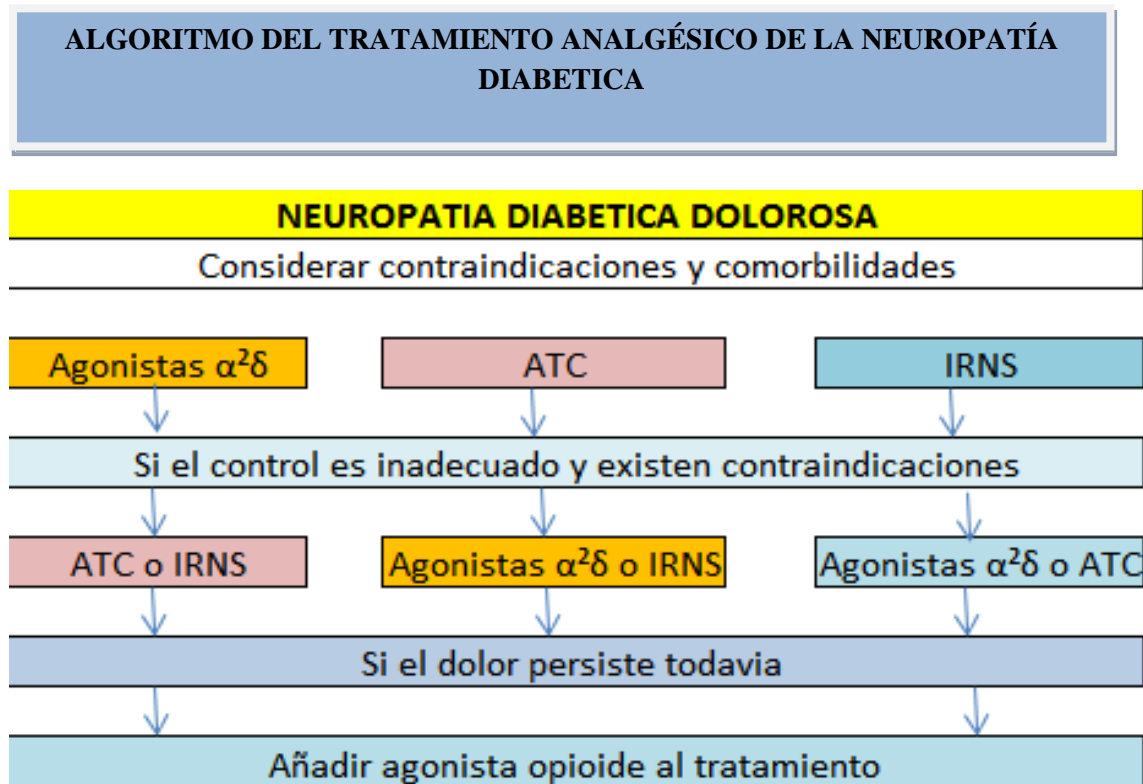 ALGORITMO DEL TRATAMIENTO ANALGÉSICO DE LA NEUROPATÍA
DIABETICA
NEUROPATIA DIABETICA DOLOROSA
Considerar contraindicaciones y comorbilidades
Agonistas α²δ
ATC
IRNS
Si el control es inadecuado y existen contraindicaciones
ATC o IRNS
Agonistas α²δ o IRNS
Agonistas α²δ o ATC
Si el dolor persiste todavia
Añadir agonista opioide al tratamiento